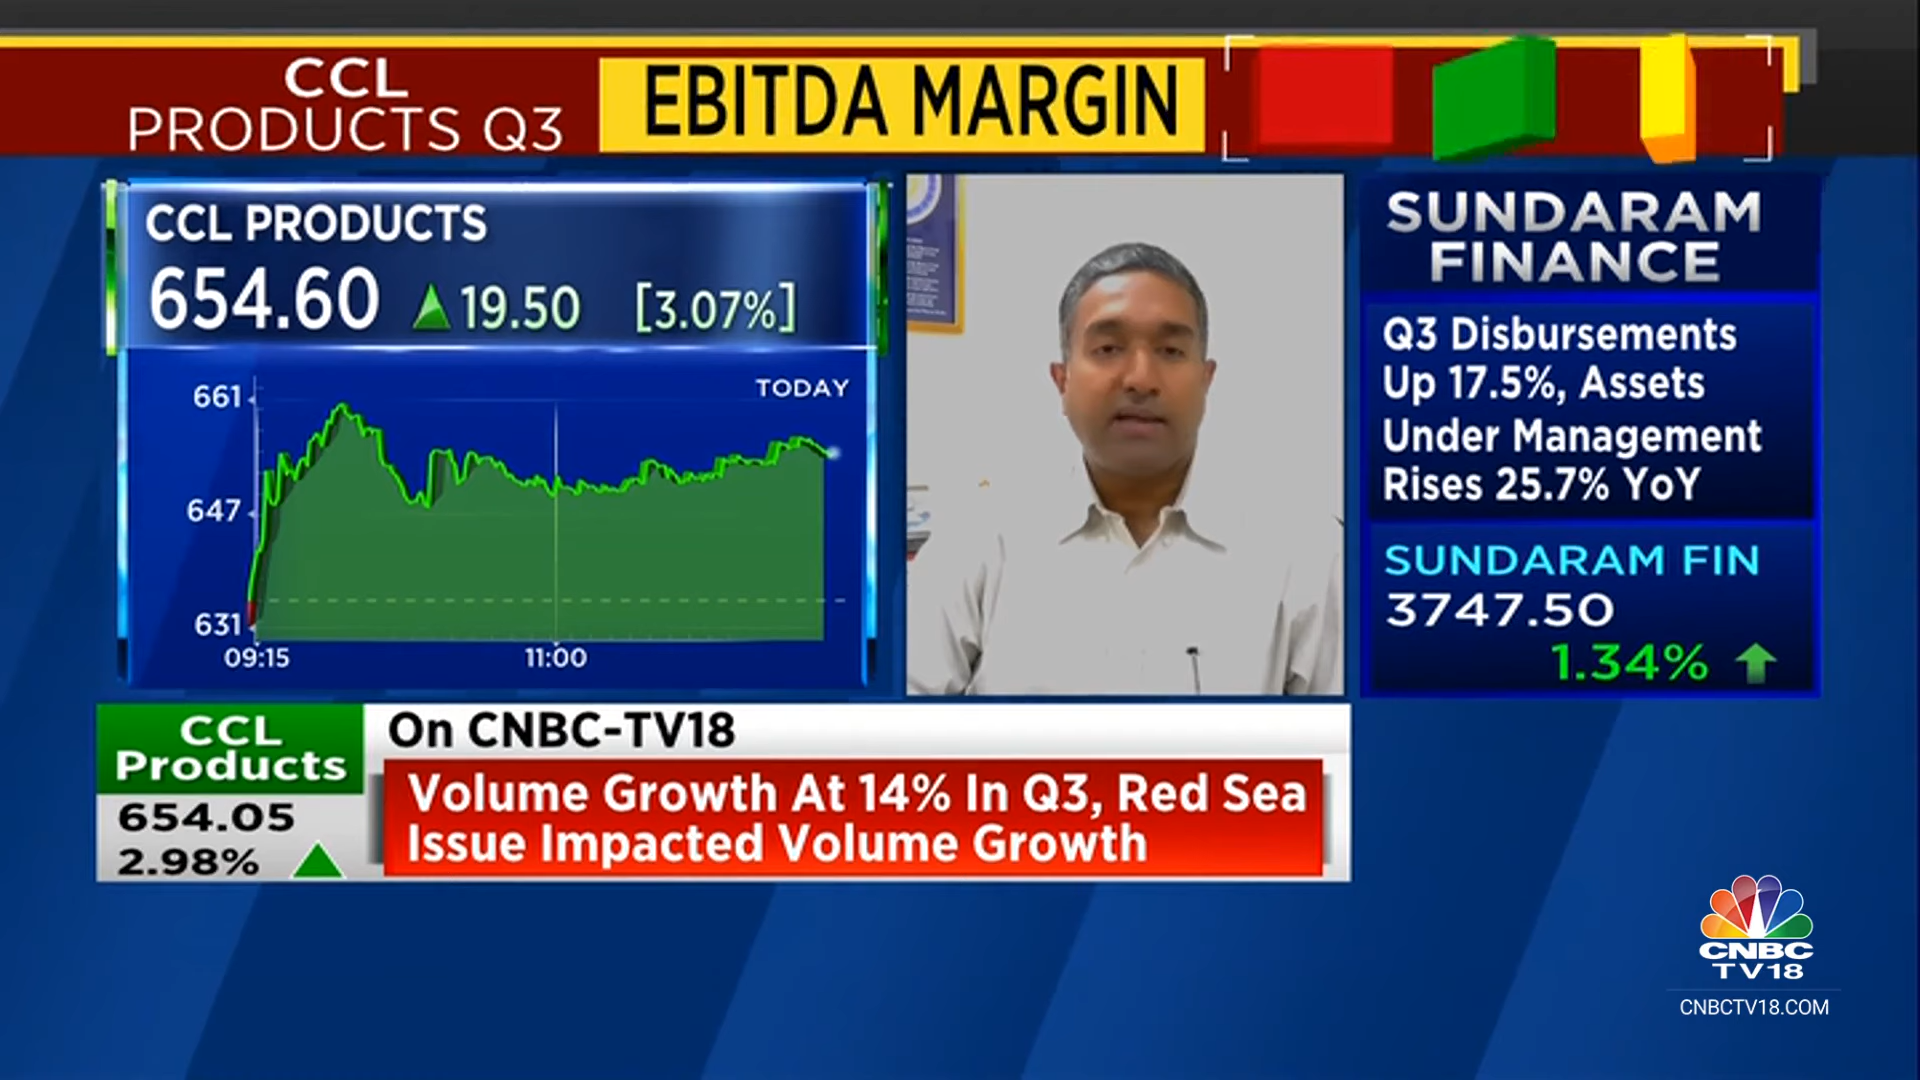 CCL
PRODUCTS Q3
EBITDA MARGIN
CCL PRODUCTS
654.60 ▲ 19.50 [3.07%]
TODAY
661
647
631
09:15
11:00
SUNDARAM
FINANCE
Q3 Disbursements
Up 17.5%, Assets
Under Management
Rises 25.7% YoY
SUNDARAM FIN
3747.50
1.34%
CCL
Products
654.05
2.98%
On CNBC-TV18
Volume Growth At 14% In Q3, Red Sea
Issue Impacted Volume Growth
CNBC
TV18
CNBCTV18.COM